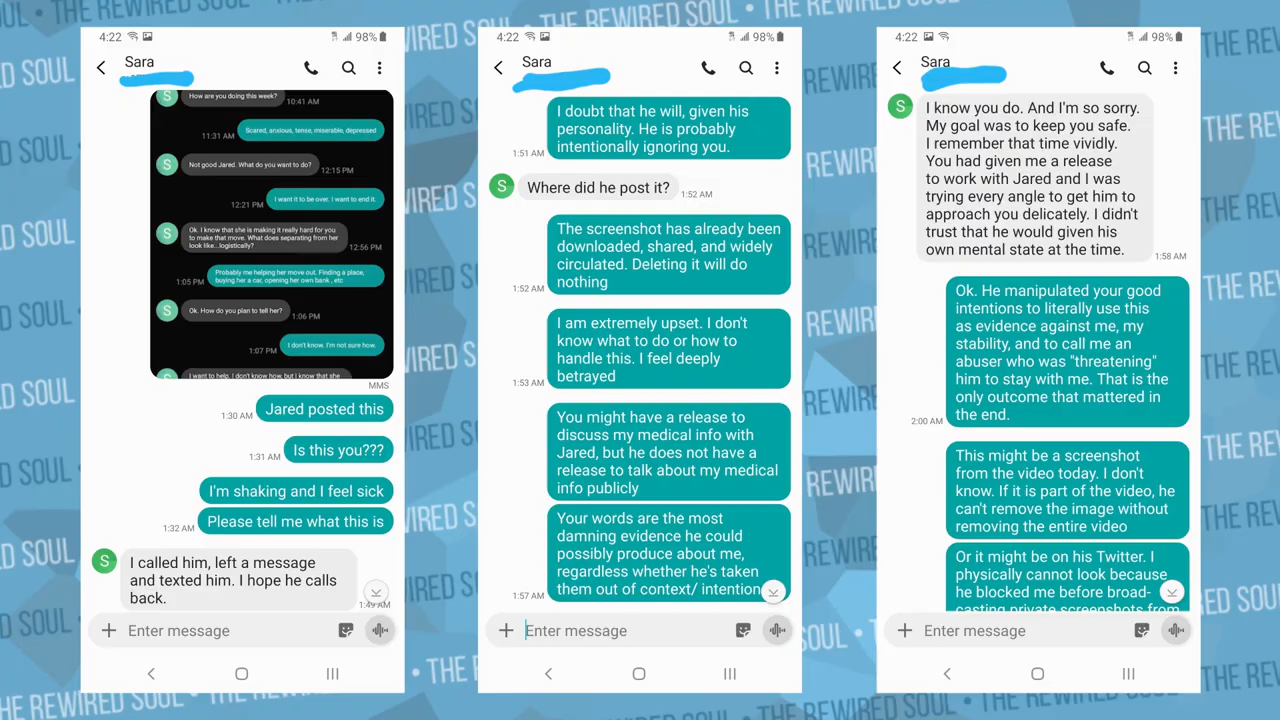 THE REWIRED SOUL • THE REWIRED SOUL
4:22
98%
Sara
How are you doing this week?
10:41 AM
Scared, anxious, tense, miserable, depressed
11:31 AM
Not good Jared. What do you want to do?
12:15 PM
I want it to be over. I want to end it.
12:21 PM
Ok. I know that she is making it really hard for you
to make that move. What does separating from her
look like...logistically?
12:56 PM
Probably me helping her move out. Finding a place,
buying her a car, opening her own bank , etc
1:05 PM
Ok. How do you plan to tell her?
1:06 PM
I don't know. I'm not sure how.
1:07 PM
I want to help. I don't know how, but I know that she
MMS
Jared posted this
1:30 AM
Is this you???
1:31 AM
I'm shaking and I feel sick
Please tell me what this is
1:32 AM
S
I called him, left a message
and texted him. I hope he calls
back.
1:49 AM
Enter message
4:22
98%
Sara
I doubt that he will, given his
personality. He is probably
intentionally ignoring you.
1:51 AM
S
Where did he post it?
1:52 AM
The screenshot has already been
downloaded, shared, and widely
circulated. Deleting it will do
nothing
1:52 AM
I am extremely upset. I don't
know what to do or how to
handle this. I feel deeply
betrayed
1:53 AM
You might have a release to
discuss my medical info with
Jared, but he does not have a
release to talk about my medical
info publicly
Your words are the most
damning evidence he could
possibly produce about me,
regardless whether he's taken
them out of context/ intention
1:57 AM
Enter message
4:22
98%
Sara
S
I know you do. And I'm so sorry.
My goal was to keep you safe.
I remember that time vividly.
You had given me a release
to work with Jared and I was
trying every angle to get him to
approach you delicately. I didn't
trust that he would given his
own mental state at the time.
1:58 AM
Ok. He manipulated your good
intentions to literally use this
as evidence against me, my
stability, and to call me an
abuser who was "threatening"
him to stay with me. That is the
only outcome that mattered in
the end.
2:00 AM
This might be a screenshot
from the video today. I don't
know. If it is part of the video, he
can't remove the image without
removing the entire video
Or it might be on his Twitter. I
physically cannot look because
he blocked me before broad-
casting private screenshots from
Enter message